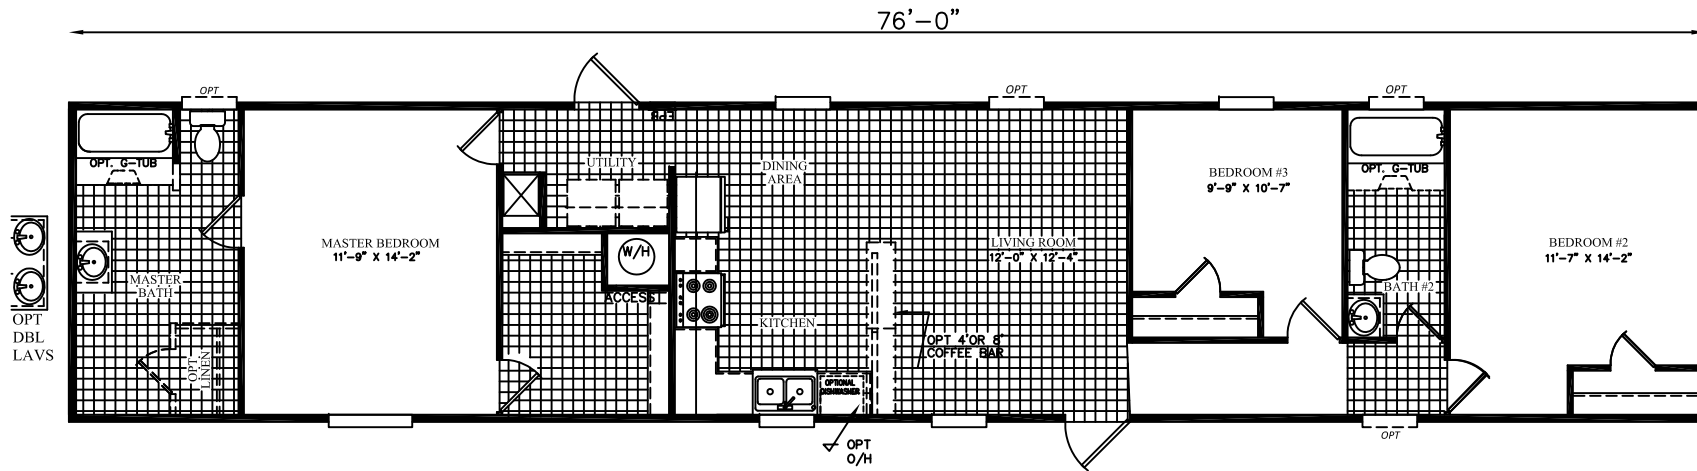 76'-0"
OPT
OPT
OPT
EPB
OPT. G-TUB
UTILITY
DINING
AREA
BEDROOM #3
9'-9" X 10'-7"
OPT. G-TUB
MASTER BEDROOM
11'-9" X 14'-2"
W/H
LIVING ROOM
12'-0" X 12'-4"
BEDROOM #2
11'-7" X 14'-2"
MASTER
BATH
ACCESS
BATH #2
OPT
DBL
LAVS
KITCHEN
OPT 4'OR 8'
COFFEE BAR
OPT
LINEN
OPTIONAL
DISHWASHER
OPT
O/H
OPT